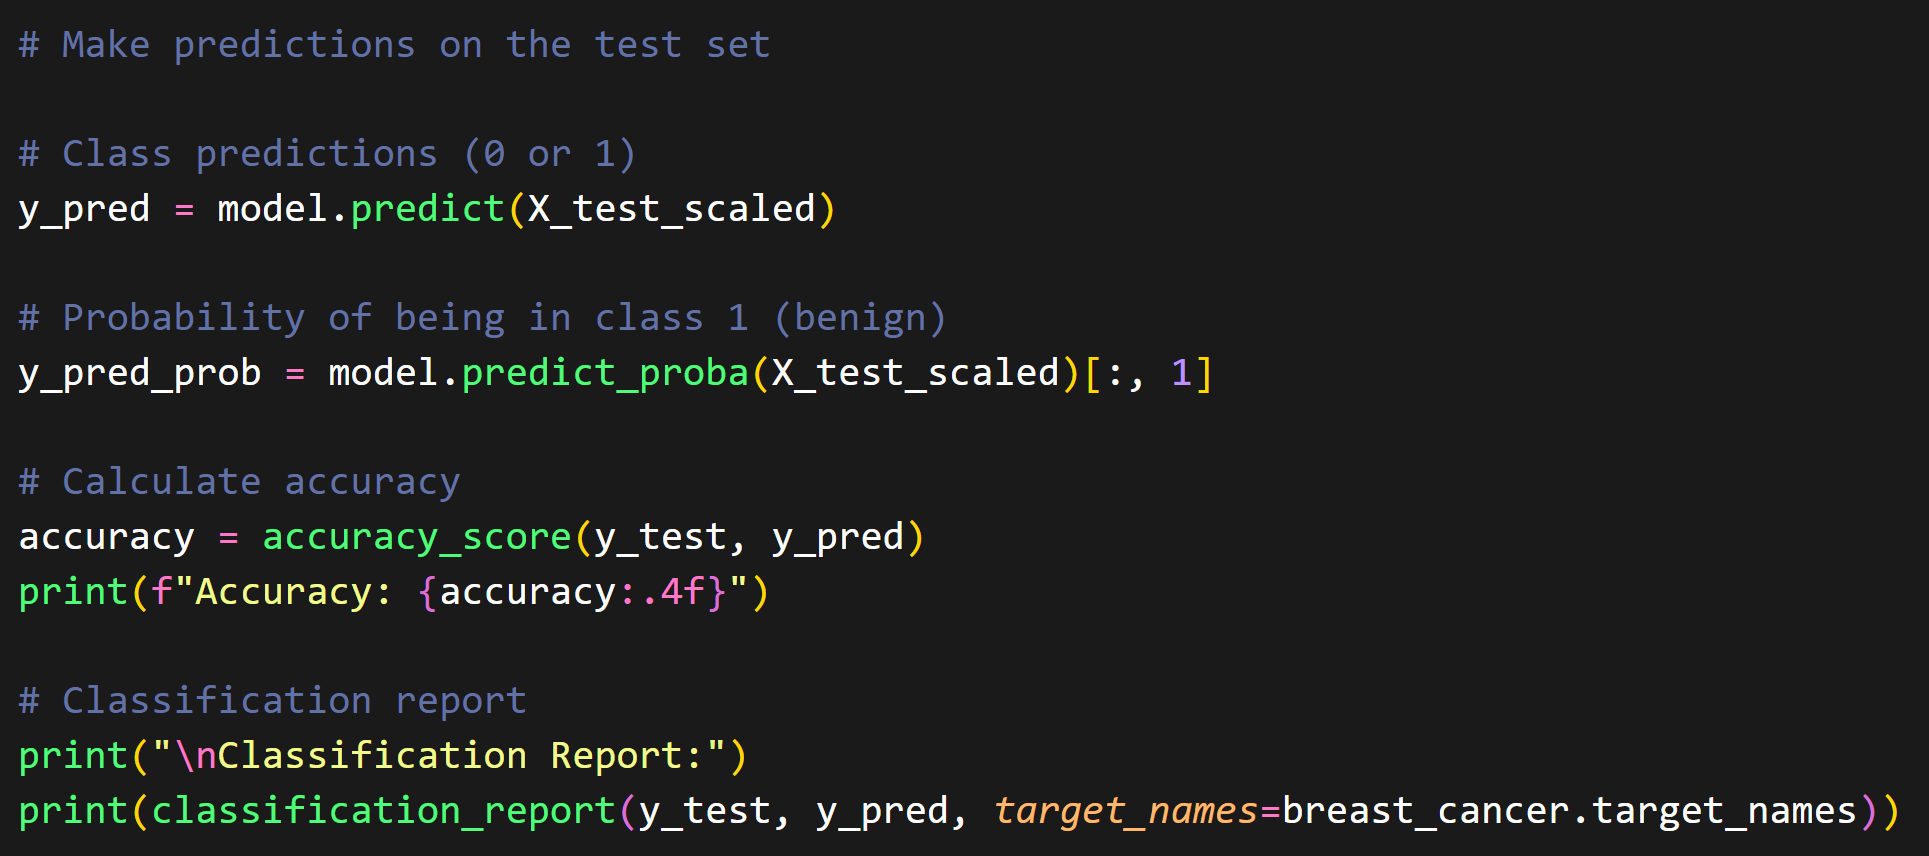 # Make predictions on the test set
# Class predictions (0 or 1)
y_pred = model.predict(X_test_scaled)
# Probability of being in class 1 (benign)
y_pred_prob = model.predict_proba(X_test_scaled)[:, 1]
# Calculate accuracy
accuracy = accuracy_score(y_test, y_pred)
print(f"Accuracy: {accuracy:.4f}")
# Classification report
print("\nClassification Report:")
print(classification_report(y_test, y_pred, target_names=breast_cancer.target_names))